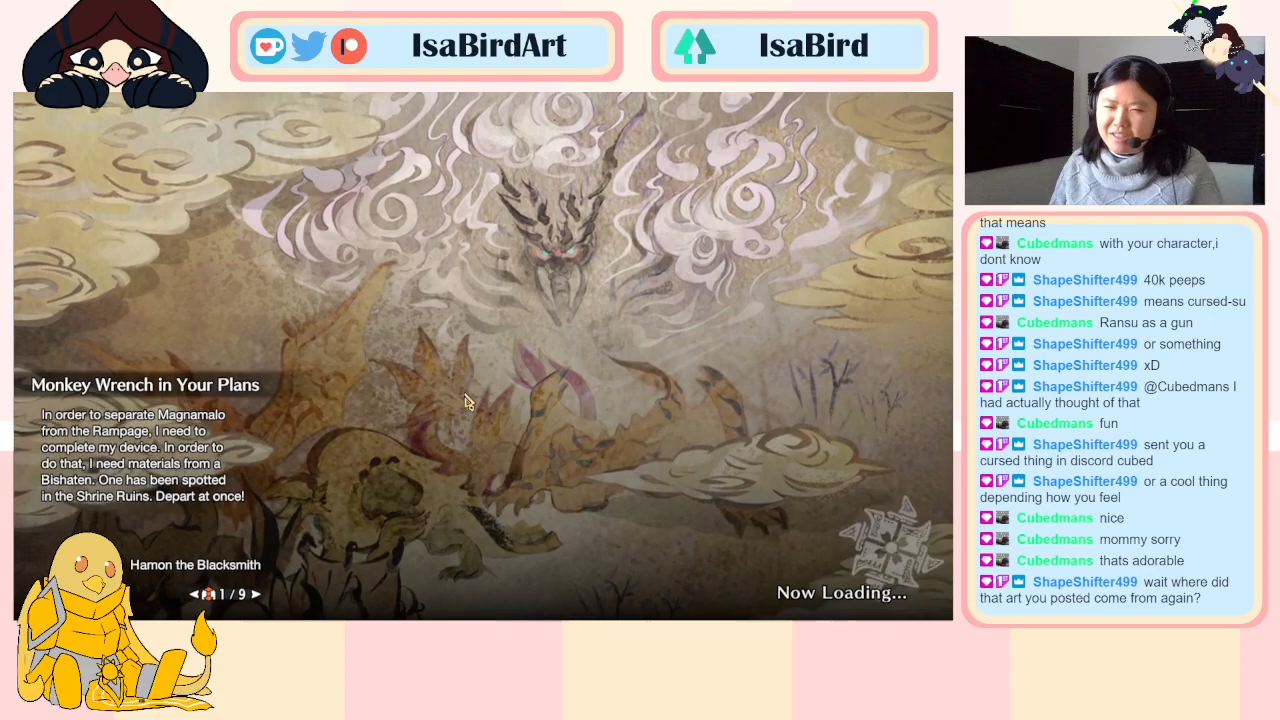 IsaBirdArt
IsaBird
Monkey Wrench in Your Plans
In order to separate Magnamalo
from the Rampage, I need to
complete my device. In order to
do that, I need materials from a
Bishaten. One has been spotted
in the Shrine Ruins. Depart at once!
Hamon the Blacksmith
1 / 9
Now Loading...
that means
Cubedmans with your character,i
dont know
ShapeShifter499 40k peeps
ShapeShifter499 means cursed-su
Cubedmans Ransu as a gun
ShapeShifter499 or something
ShapeShifter499 xD
ShapeShifter499 @Cubedmans I
had actually thought of that
Cubedmans fun
ShapeShifter499 sent you a
cursed thing in discord cubed
ShapeShifter499 or a cool thing
depending how you feel
Cubedmans nice
Cubedmans mommy sorry
Cubedmans thats adorable
ShapeShifter499 wait where did
that art you posted come from again?